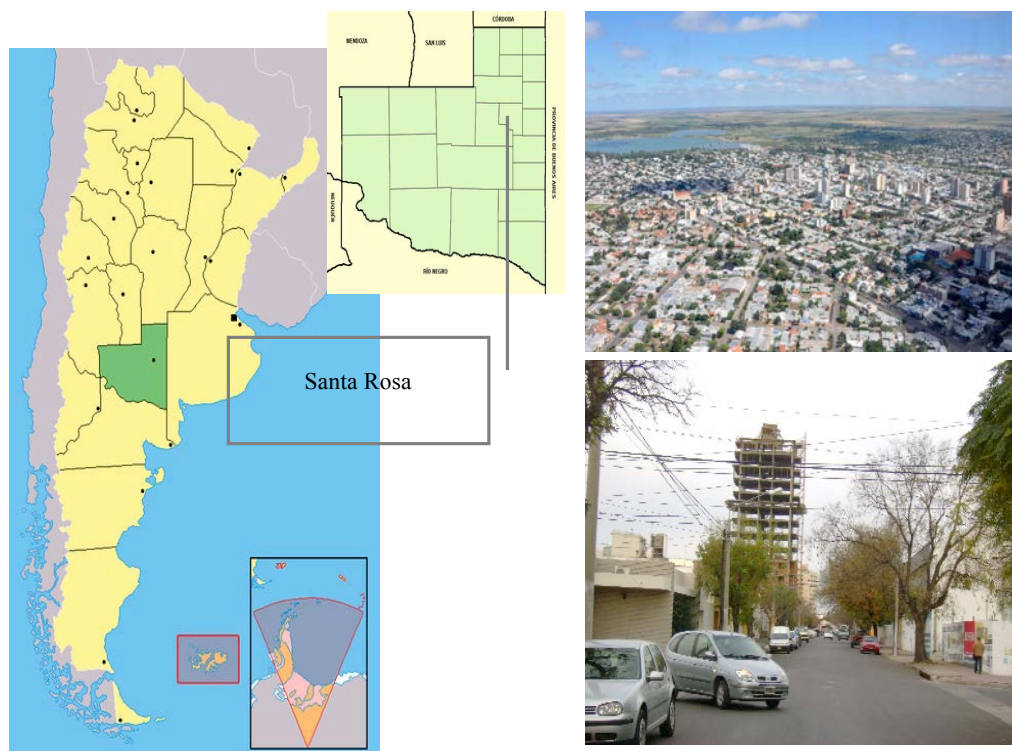 CÓRDOBA
MENDOZA
SAN LUIS
PROVINCIA DE BUENOS AIRES
NEUQUÉN
RÍO NEGRO
Santa Rosa